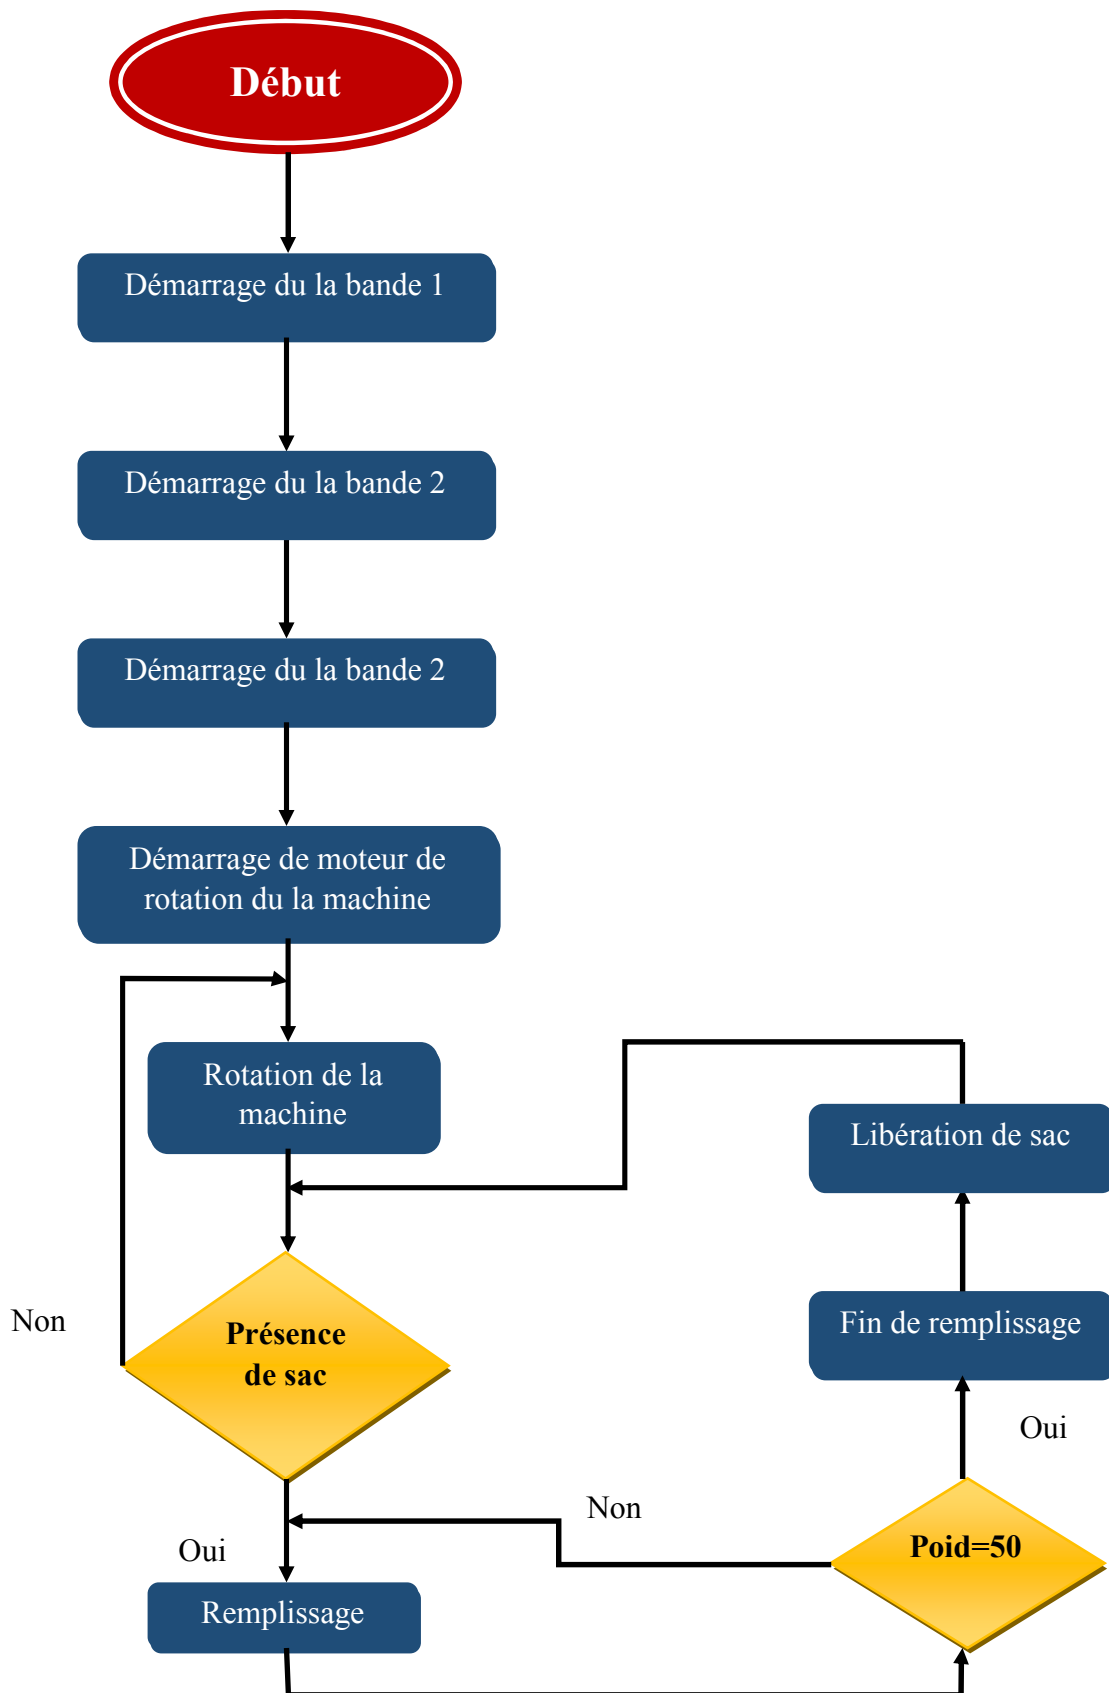 Début
Démarrage du la bande 1
Démarrage du la bande 2
Démarrage du la bande 2
Démarrage de moteur de
rotation du la machine
Rotation de la
machine
Présence
de sac
Non
Oui
Remplissage
Poid=50
Non
Oui
Fin de remplissage
Libération de sac